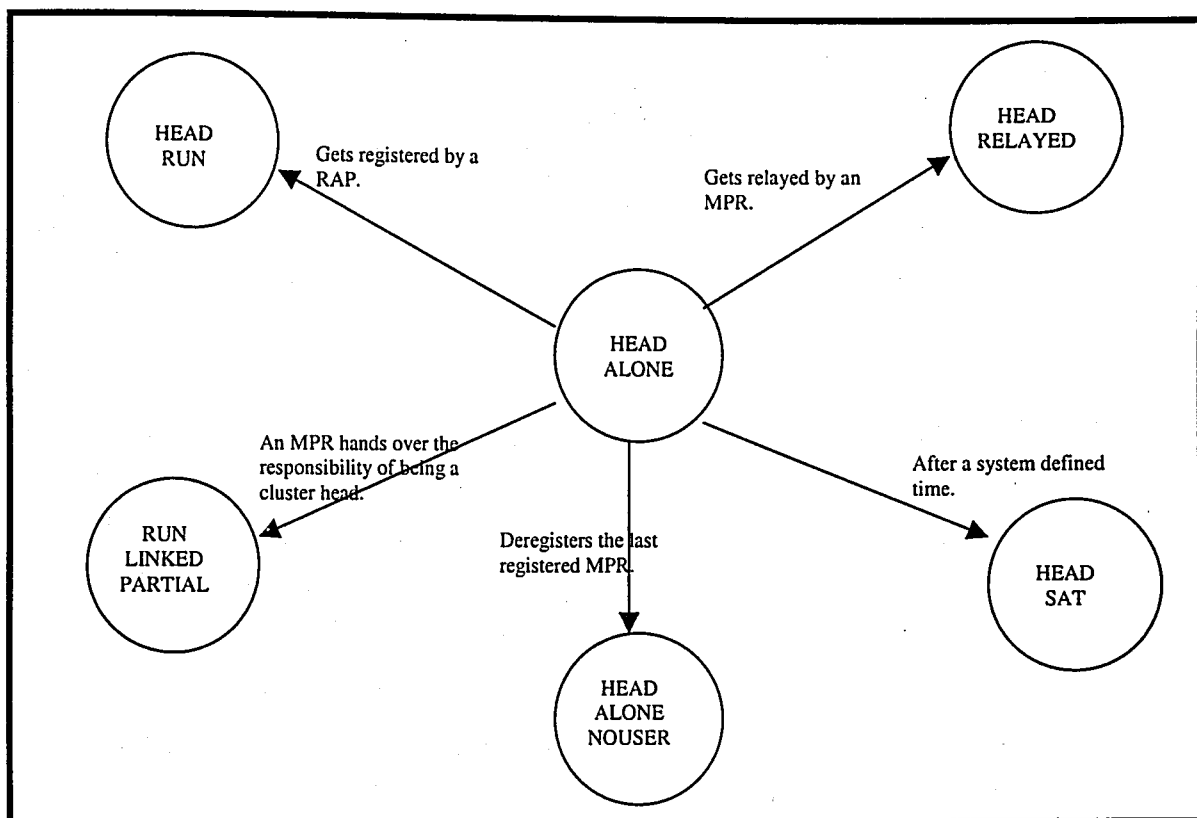 HEAD
RUN
HEAD
RELAYED
Gets registered by a
RAP.
Gets relayed by an
MPR.
HEAD
ALONE
An MPR hands over the
responsibility of being a
cluster head.
After a system defined
time.
RUN
LINKED
PARTIAL
Deregisters the last
registered MPR.
HEAD
SAT
HEAD
ALONE
NOUSER